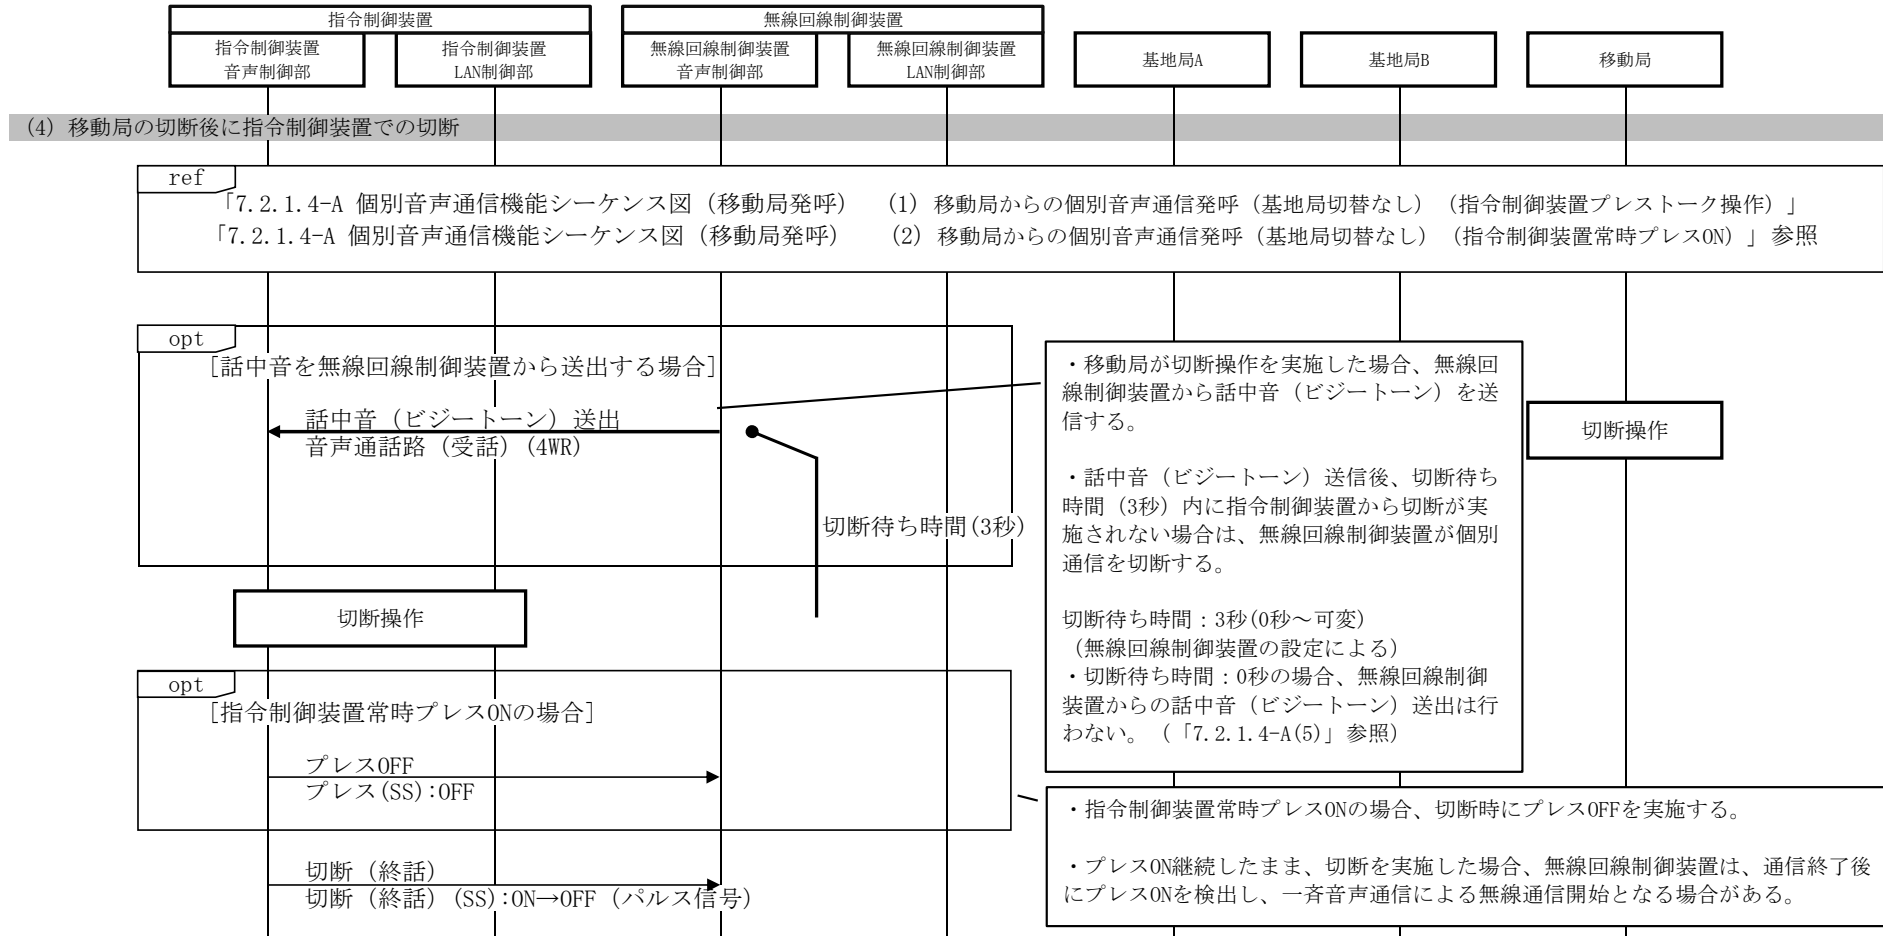 指令制御装置
無線回線制御装置
指令制御装置
音声制御部
指令制御装置
LAN制御部
無線回線制御装置
音声制御部
無線回線制御装置
LAN制御部
基地局A
基地局B
移動局
(4) 移動局の切断後に指令制御装置での切断
ref
「7.2.1.4-A 個別音声通信機能シーケンス図（移動局発呼） (1) 移動局からの個別音声通信発呼（基地局切替なし）（指令制御装置プレストーク操作）」
「7.2.1.4-A 個別音声通信機能シーケンス図（移動局発呼） (2) 移動局からの個別音声通信発呼（基地局切替なし）（指令制御装置常時プレスON）」参照
opt
[話中音を無線回線制御装置から送出する場合]
話中音（ビジートーン）送出
音声通話路（受話）(4WR)
切断待ち時間(3秒)
・移動局が切断操作を実施した場合、無線回
線制御装置から話中音（ビジートーン）を送
信する。
・話中音（ビジートーン）送信後、切断待ち
時間（3秒）内に指令制御装置から切断が実
施されない場合は、無線回線制御装置が個別
通信を切断する。
切断待ち時間：3秒(0秒～可変)
（無線回線制御装置の設定による）
・切断待ち時間：0秒の場合、無線回線制御
装置からの話中音（ビジートーン）送出は行
わない。（「7.2.1.4-A(5)」参照）
切断操作
切断操作
opt
[指令制御装置常時プレスONの場合]
プレスOFF
プレス(SS):OFF
・指令制御装置常時プレスONの場合、切断時にプレスOFFを実施する。
・プレスON継続したまま、切断を実施した場合、無線回線制御装置は、通信終了後
にプレスONを検出し、一斉音声通信による無線通信開始となる場合がある。
切断（終話）
切断（終話）(SS):ON→OFF（パルス信号）